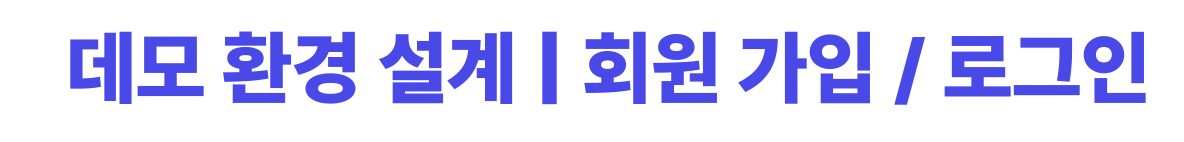 데모 환경 설계 | 회원 가입 / 로그인